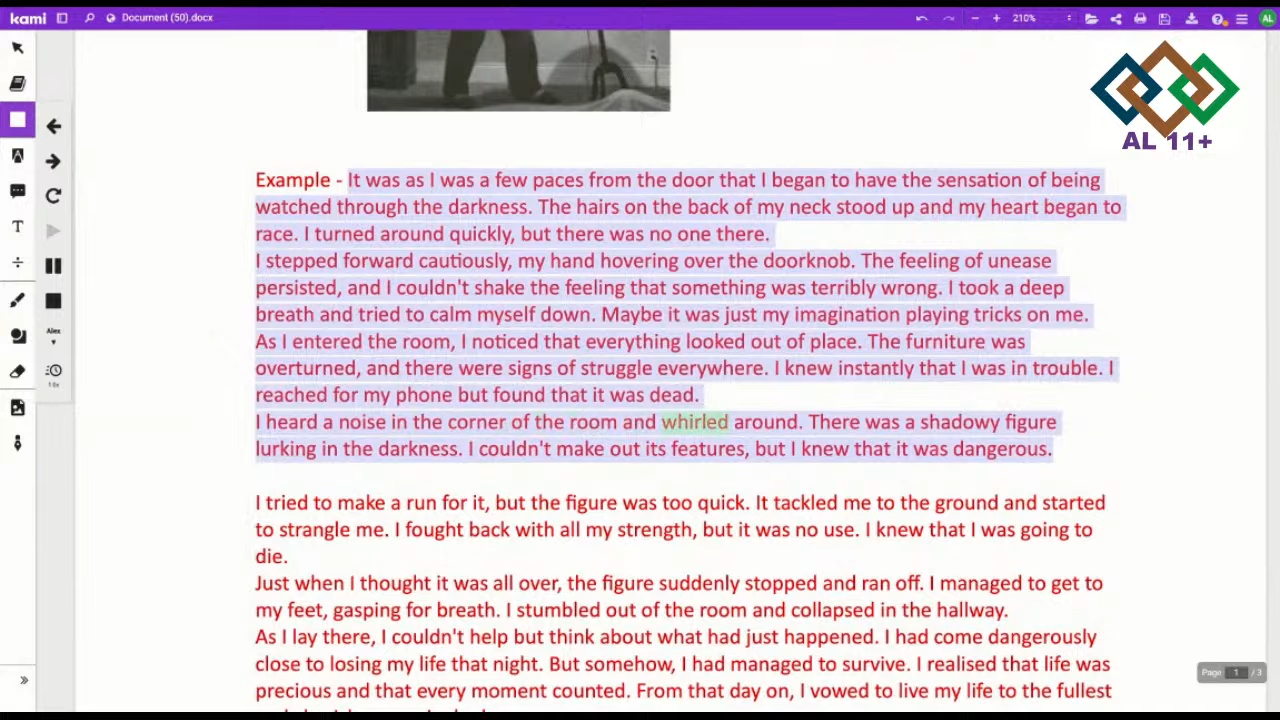 kami
Document (50).docx
210%
AL
AL 11+
Example - It was as I was a few paces from the door that I began to have the sensation of being
watched through the darkness. The hairs on the back of my neck stood up and my heart began to
race. I turned around quickly, but there was no one there.
I stepped forward cautiously, my hand hovering over the doorknob. The feeling of unease
persisted, and I couldn't shake the feeling that something was terribly wrong. I took a deep
breath and tried to calm myself down. Maybe it was just my imagination playing tricks on me.
As I entered the room, I noticed that everything looked out of place. The furniture was
overturned, and there were signs of struggle everywhere. I knew instantly that I was in trouble. I
reached for my phone but found that it was dead.
I heard a noise in the corner of the room and whirled around. There was a shadowy figure
lurking in the darkness. I couldn't make out its features, but I knew that it was dangerous.
I tried to make a run for it, but the figure was too quick. It tackled me to the ground and started
to strangle me. I fought back with all my strength, but it was no use. I knew that I was going to
die.
Just when I thought it was all over, the figure suddenly stopped and ran off. I managed to get to
my feet, gasping for breath. I stumbled out of the room and collapsed in the hallway.
As I lay there, I couldn't help but think about what had just happened. I had come dangerously
close to losing my life that night. But somehow, I had managed to survive. I realised that life was
precious and that every moment counted. From that day on, I vowed to live my life to the fullest
Alex
1.0x
Page 1 / 3